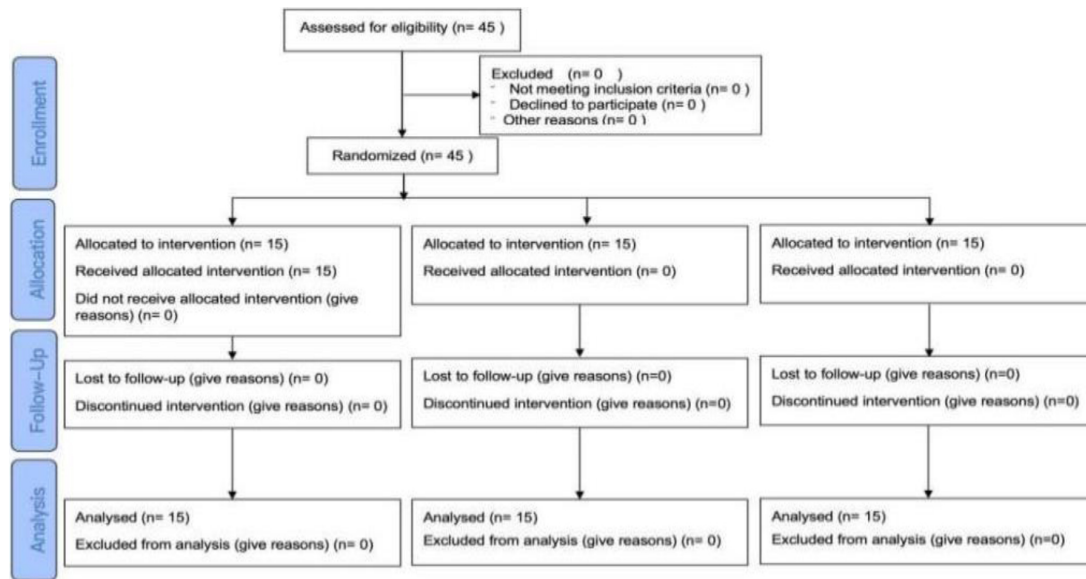 Assessed for eligibility (n= 45 )
Enrollment
Excluded (n= 0 )
Not meeting inclusion criteria (n= 0 )
Declined to participate (n= 0 )
Other reasons (n= 0 )
Randomized (n= 45 )
Allocation
Allocated to intervention (n= 15)
Received allocated intervention (n= 15)
Did not receive allocated intervention (give
reasons) (n= 0)
Allocated to intervention (n= 15)
Received allocated intervention (n= 0)
Allocated to intervention (n= 15)
Received allocated intervention (n= 0)
Follow-Up
Lost to follow-up (give reasons) (n= 0)
Discontinued intervention (give reasons) (n= 0)
Lost to follow-up (give reasons) (n=0)
Discontinued intervention (give reasons) (n=0)
Lost to follow-up (give reasons) (n=0)
Discontinued intervention (give reasons) (n=0)
Analysis
Analysed (n= 15)
Excluded from analysis (give reasons) (n= 0)
Analysed (n= 15)
Excluded from analysis (give reasons) (n= 0)
Analysed (n= 15)
Excluded from analysis (give reasons) (n=0)